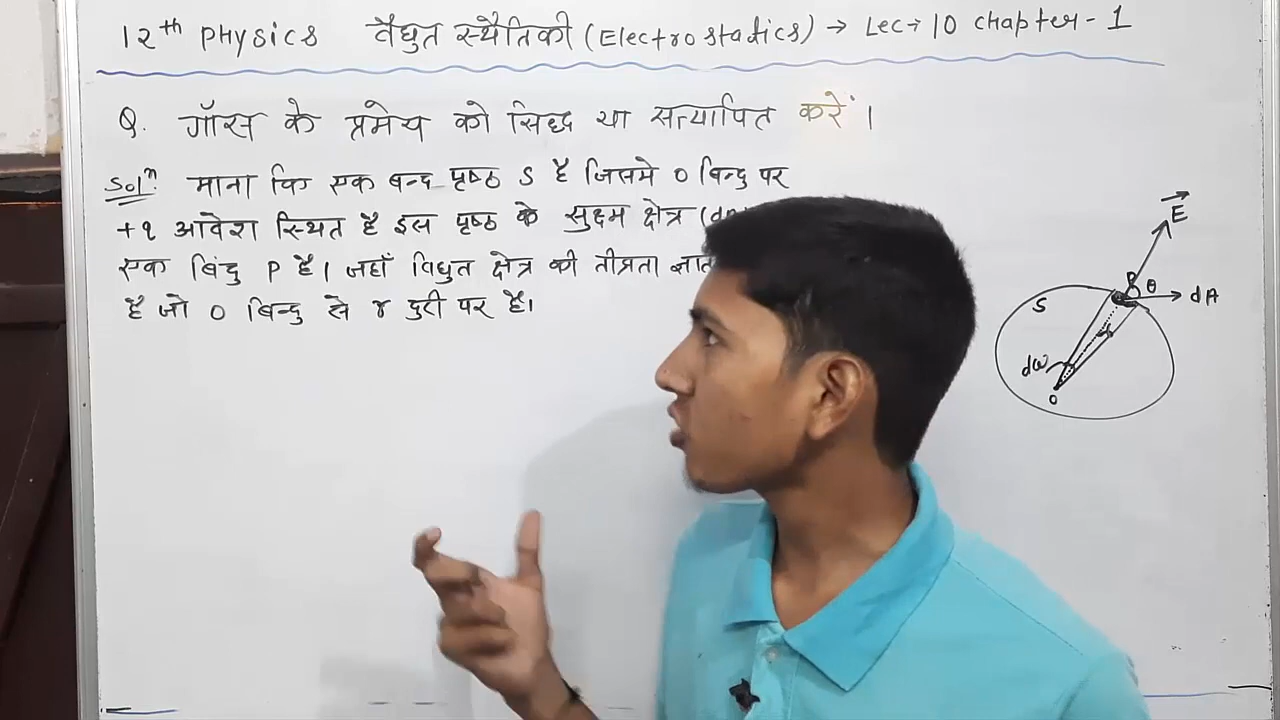 12th Physics वैधुत स्थैतिकी (Electrostatics) → Lec → 10 Chapter - 1
Q. गॉस के प्रमेय को सिद्ध या सत्यापित करें।
Solⁿ: माना कि एक बन्द पृष्ठ S है जिसमे O बिन्दु पर
+q आवेश स्थित है इस पृष्ठ के सुक्ष्म क्षेत्र
एक बिंदु P है। जहाँ विधुत क्षेत्र की तीव्रता
है जो O बिन्दु से r दुरी पर है।
E
P θ
dA
S
r
dω
O